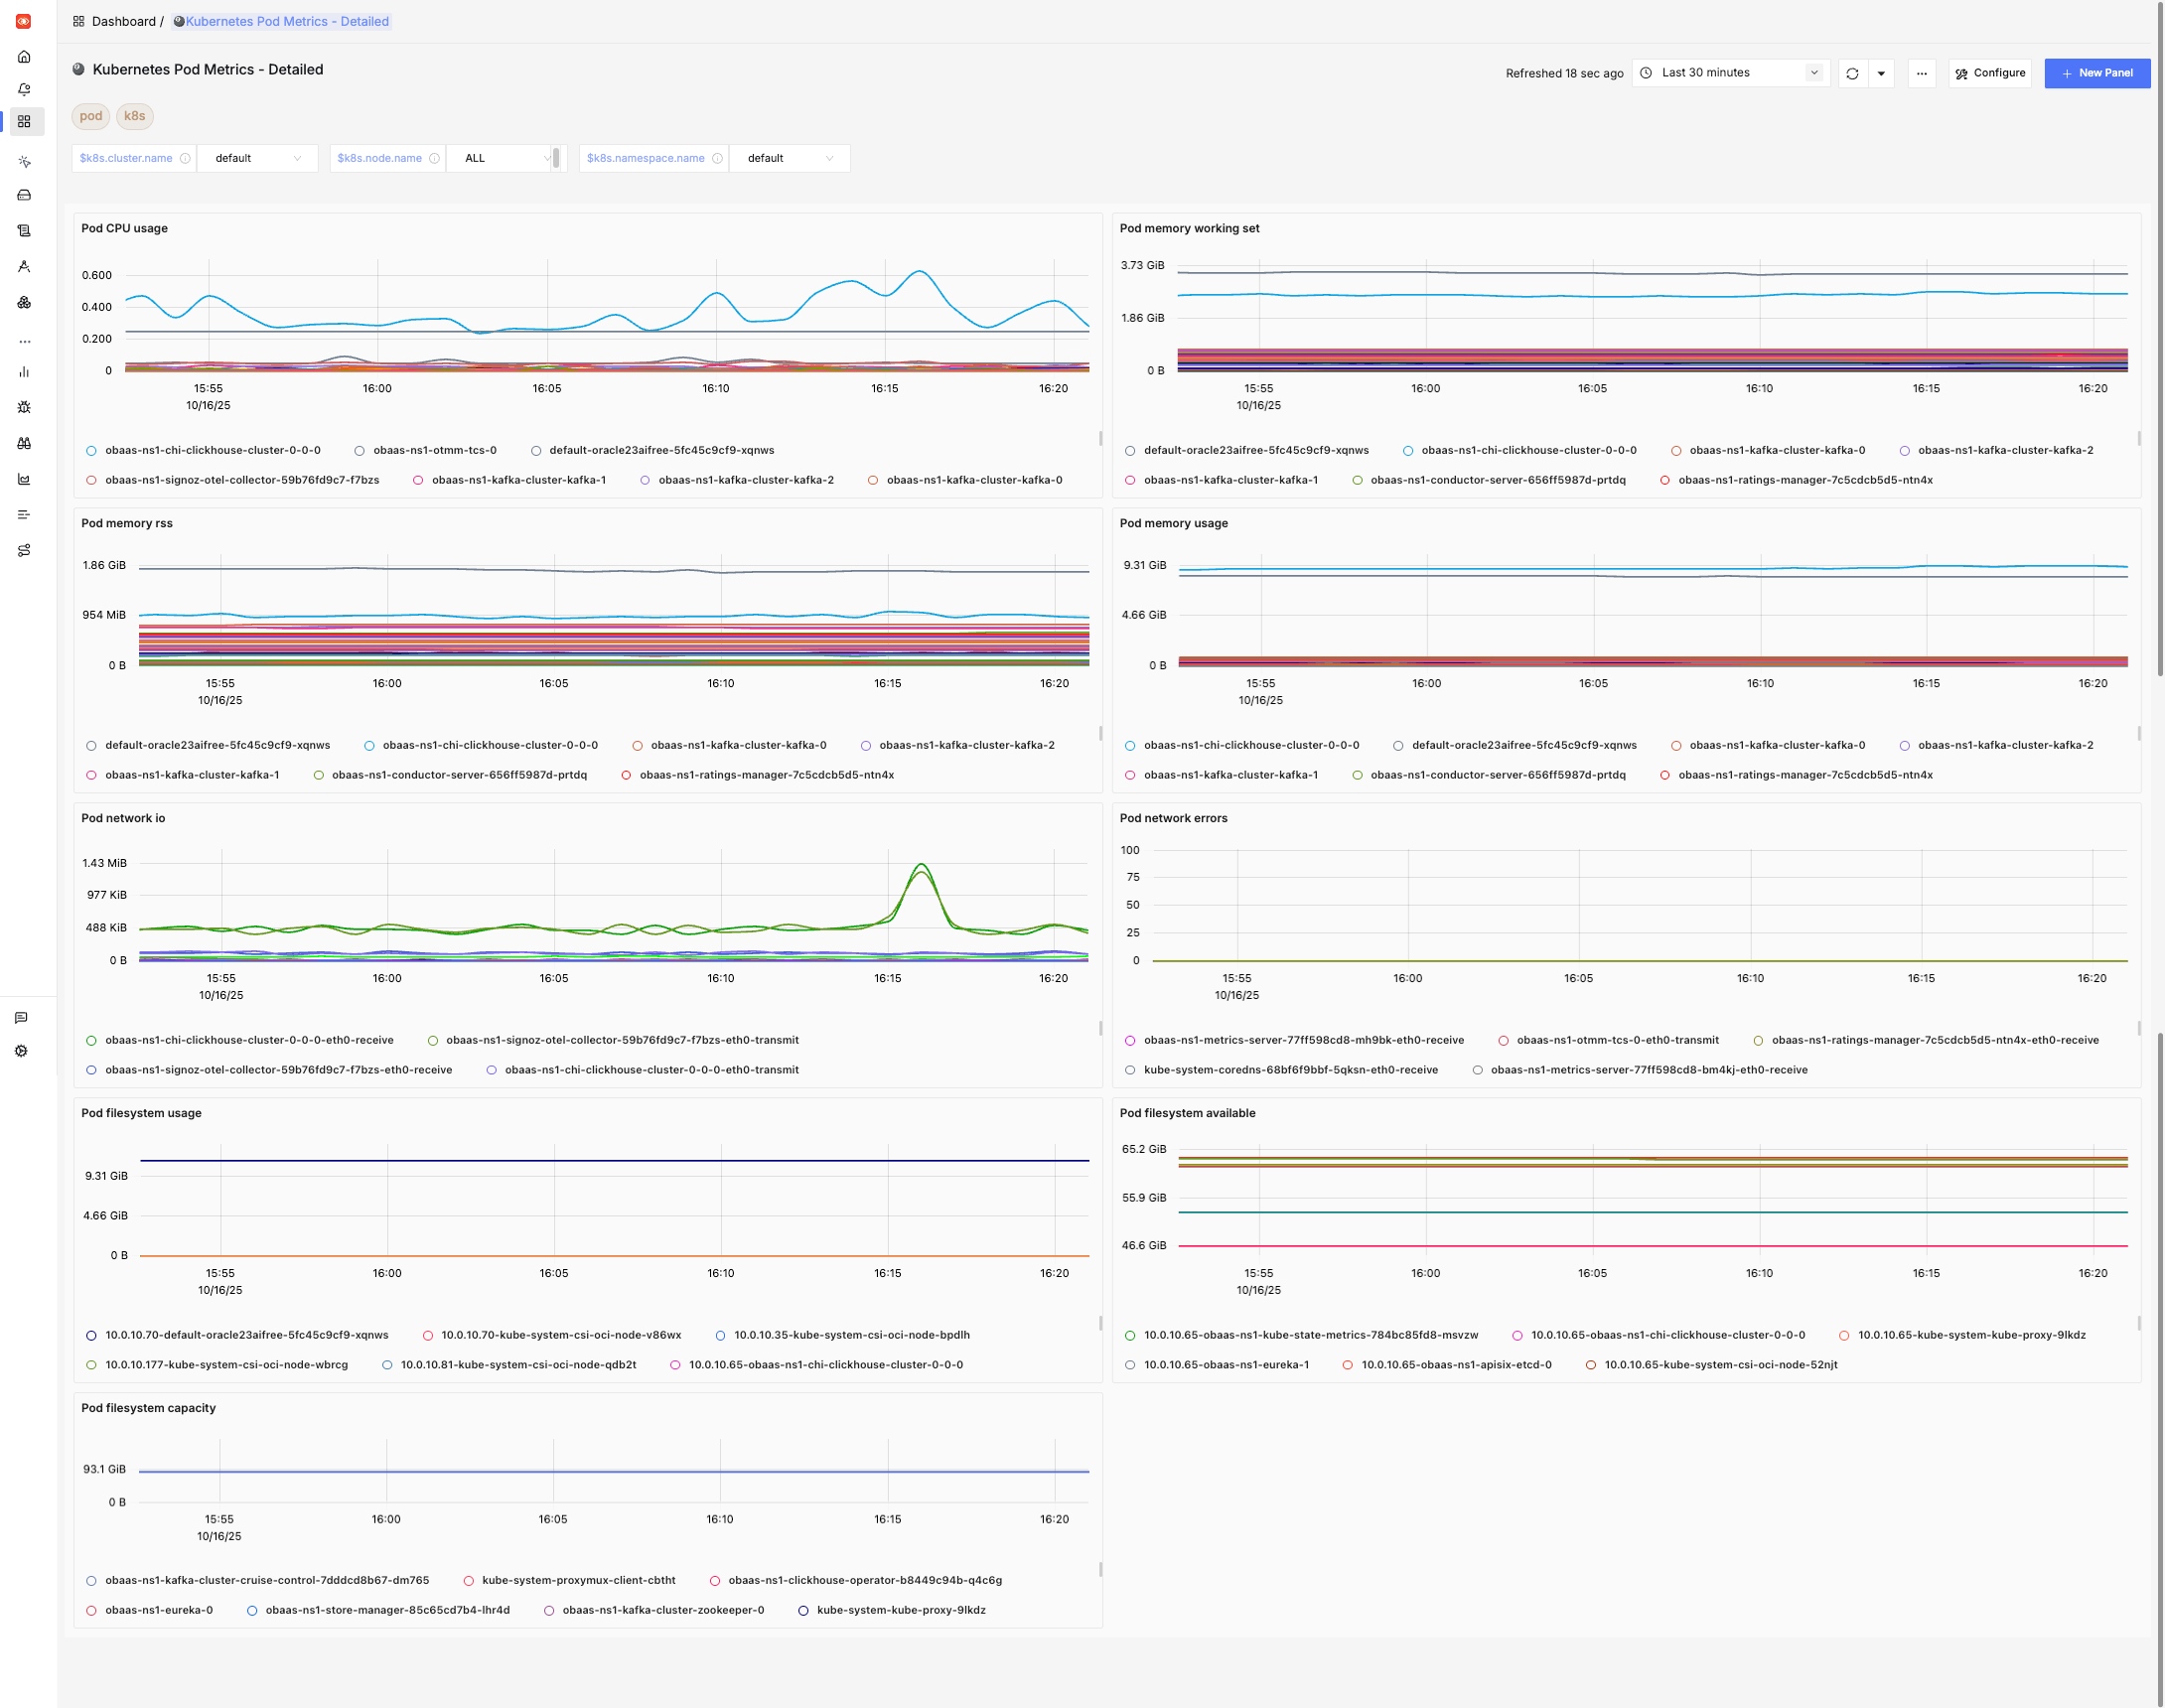 Dashboard / Kubernetes Pod Metrics - Detailed
Kubernetes Pod Metrics - Detailed
Refreshed 18 sec ago Last 30 minutes Configure + New Panel
pod k8s
$k8s.cluster.name default $k8s.node.name ALL $k8s.namespace.name default
Pod CPU usage
0.600
0.400
0.200
0
15:55 16:00 16:05 16:10 16:15 16:20
10/16/25
obaas-ns1-chi-clickhouse-cluster-0-0-0 obaas-ns1-otmm-tcs-0 default-oracle23aifree-5fc45c9cf9-xqnws
obaas-ns1-signoz-otel-collector-59b76fd9c7-f7bzs obaas-ns1-kafka-cluster-kafka-1 obaas-ns1-kafka-cluster-kafka-2 obaas-ns1-kafka-cluster-kafka-0
Pod memory working set
3.73 GiB
1.86 GiB
0 B
15:55 16:00 16:05 16:10 16:15 16:20
10/16/25
default-oracle23aifree-5fc45c9cf9-xqnws obaas-ns1-chi-clickhouse-cluster-0-0-0 obaas-ns1-kafka-cluster-kafka-0 obaas-ns1-kafka-cluster-kafka-2
obaas-ns1-kafka-cluster-kafka-1 obaas-ns1-conductor-server-656ff5987d-prtdq obaas-ns1-ratings-manager-7c5cdcb5d5-ntn4x
Pod memory rss
1.86 GiB
954 MiB
0 B
15:55 16:00 16:05 16:10 16:15 16:20
10/16/25
default-oracle23aifree-5fc45c9cf9-xqnws obaas-ns1-chi-clickhouse-cluster-0-0-0 obaas-ns1-kafka-cluster-kafka-0 obaas-ns1-kafka-cluster-kafka-2
obaas-ns1-kafka-cluster-kafka-1 obaas-ns1-conductor-server-656ff5987d-prtdq obaas-ns1-ratings-manager-7c5cdcb5d5-ntn4x
Pod memory usage
9.31 GiB
4.66 GiB
0 B
15:55 16:00 16:05 16:10 16:15 16:20
10/16/25
obaas-ns1-chi-clickhouse-cluster-0-0-0 default-oracle23aifree-5fc45c9cf9-xqnws obaas-ns1-kafka-cluster-kafka-0 obaas-ns1-kafka-cluster-kafka-2
obaas-ns1-kafka-cluster-kafka-1 obaas-ns1-conductor-server-656ff5987d-prtdq obaas-ns1-ratings-manager-7c5cdcb5d5-ntn4x
Pod network io
1.43 MiB
977 KiB
488 KiB
0 B
15:55 16:00 16:05 16:10 16:15 16:20
10/16/25
obaas-ns1-chi-clickhouse-cluster-0-0-0-eth0-receive obaas-ns1-signoz-otel-collector-59b76fd9c7-f7bzs-eth0-transmit
obaas-ns1-signoz-otel-collector-59b76fd9c7-f7bzs-eth0-receive obaas-ns1-chi-clickhouse-cluster-0-0-0-eth0-transmit
Pod network errors
100
75
50
25
0
15:55 16:00 16:05 16:10 16:15 16:20
10/16/25
obaas-ns1-metrics-server-77ff598cd8-mh9bk-eth0-receive obaas-ns1-otmm-tcs-0-eth0-transmit obaas-ns1-ratings-manager-7c5cdcb5d5-ntn4x-eth0-receive
kube-system-coredns-68bf6f9bbf-5qksn-eth0-receive obaas-ns1-metrics-server-77ff598cd8-bm4kj-eth0-receive
Pod filesystem usage
9.31 GiB
4.66 GiB
0 B
15:55 16:00 16:05 16:10 16:15 16:20
10/16/25
10.0.10.70-default-oracle23aifree-5fc45c9cf9-xqnws 10.0.10.70-kube-system-csi-oci-node-v86wx 10.0.10.35-kube-system-csi-oci-node-bpdlh
10.0.10.177-kube-system-csi-oci-node-wbrcg 10.0.10.81-kube-system-csi-oci-node-qdb2t 10.0.10.65-obaas-ns1-chi-clickhouse-cluster-0-0-0
Pod filesystem available
65.2 GiB
55.9 GiB
46.6 GiB
15:55 16:00 16:05 16:10 16:15 16:20
10/16/25
10.0.10.65-obaas-ns1-kube-state-metrics-784bc85fd8-msvzw 10.0.10.65-obaas-ns1-chi-clickhouse-cluster-0-0-0 10.0.10.65-kube-system-kube-proxy-9lkdz
10.0.10.65-obaas-ns1-eureka-1 10.0.10.65-obaas-ns1-apisix-etcd-0 10.0.10.65-kube-system-csi-oci-node-52njt
Pod filesystem capacity
93.1 GiB
0 B
15:55 16:00 16:05 16:10 16:15 16:20
10/16/25
obaas-ns1-kafka-cluster-cruise-control-7dddcd8b67-dm765 kube-system-proxymux-client-cbtht obaas-ns1-clickhouse-operator-b8449c94b-q4c6g
obaas-ns1-eureka-0 obaas-ns1-store-manager-85c65cd7b4-lhr4d obaas-ns1-kafka-cluster-zookeeper-0 kube-system-kube-proxy-9lkdz